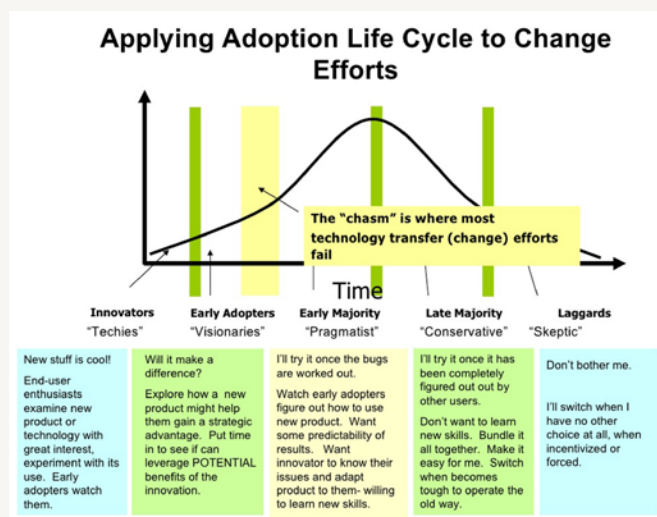 Applying Adoption Life Cycle to Change
Efforts
The “chasm” is where most
technology transfer (change) efforts
fail
Time
Innovators
“Techies”
Early Adopters
“Visionaries”
Early Majority
“Pragmatist”
Late Majority
“Conservative”
Laggards
“Skeptic”
New stuff is cool!
End-user
enthusiasts
examine new
product or
technology with
great interest,
experiment with its
use. Early
adopters watch
them.
Will it make a
difference?
Explore how a new
product might help
them gain a strategic
advantage. Put time
in to see if can
leverage POTENTIAL
benefits of the
innovation.
I’ll try it once the bugs
are worked out.
Watch early adopters
figure out how to use
new product. Want
some predictability of
results. Want
innovator to know their
issues and adapt
product to them- willing
to learn new skills.
I’ll try it once it has
been completely
figured out out by
other users.
Don’t want to learn
new skills. Bundle it
all together. Make it
easy for me. Switch
when becomes
tough to operate the
old way.
Don’t bother me.
I’ll switch when I
have no other
choice at all, when
incentivized or
forced.